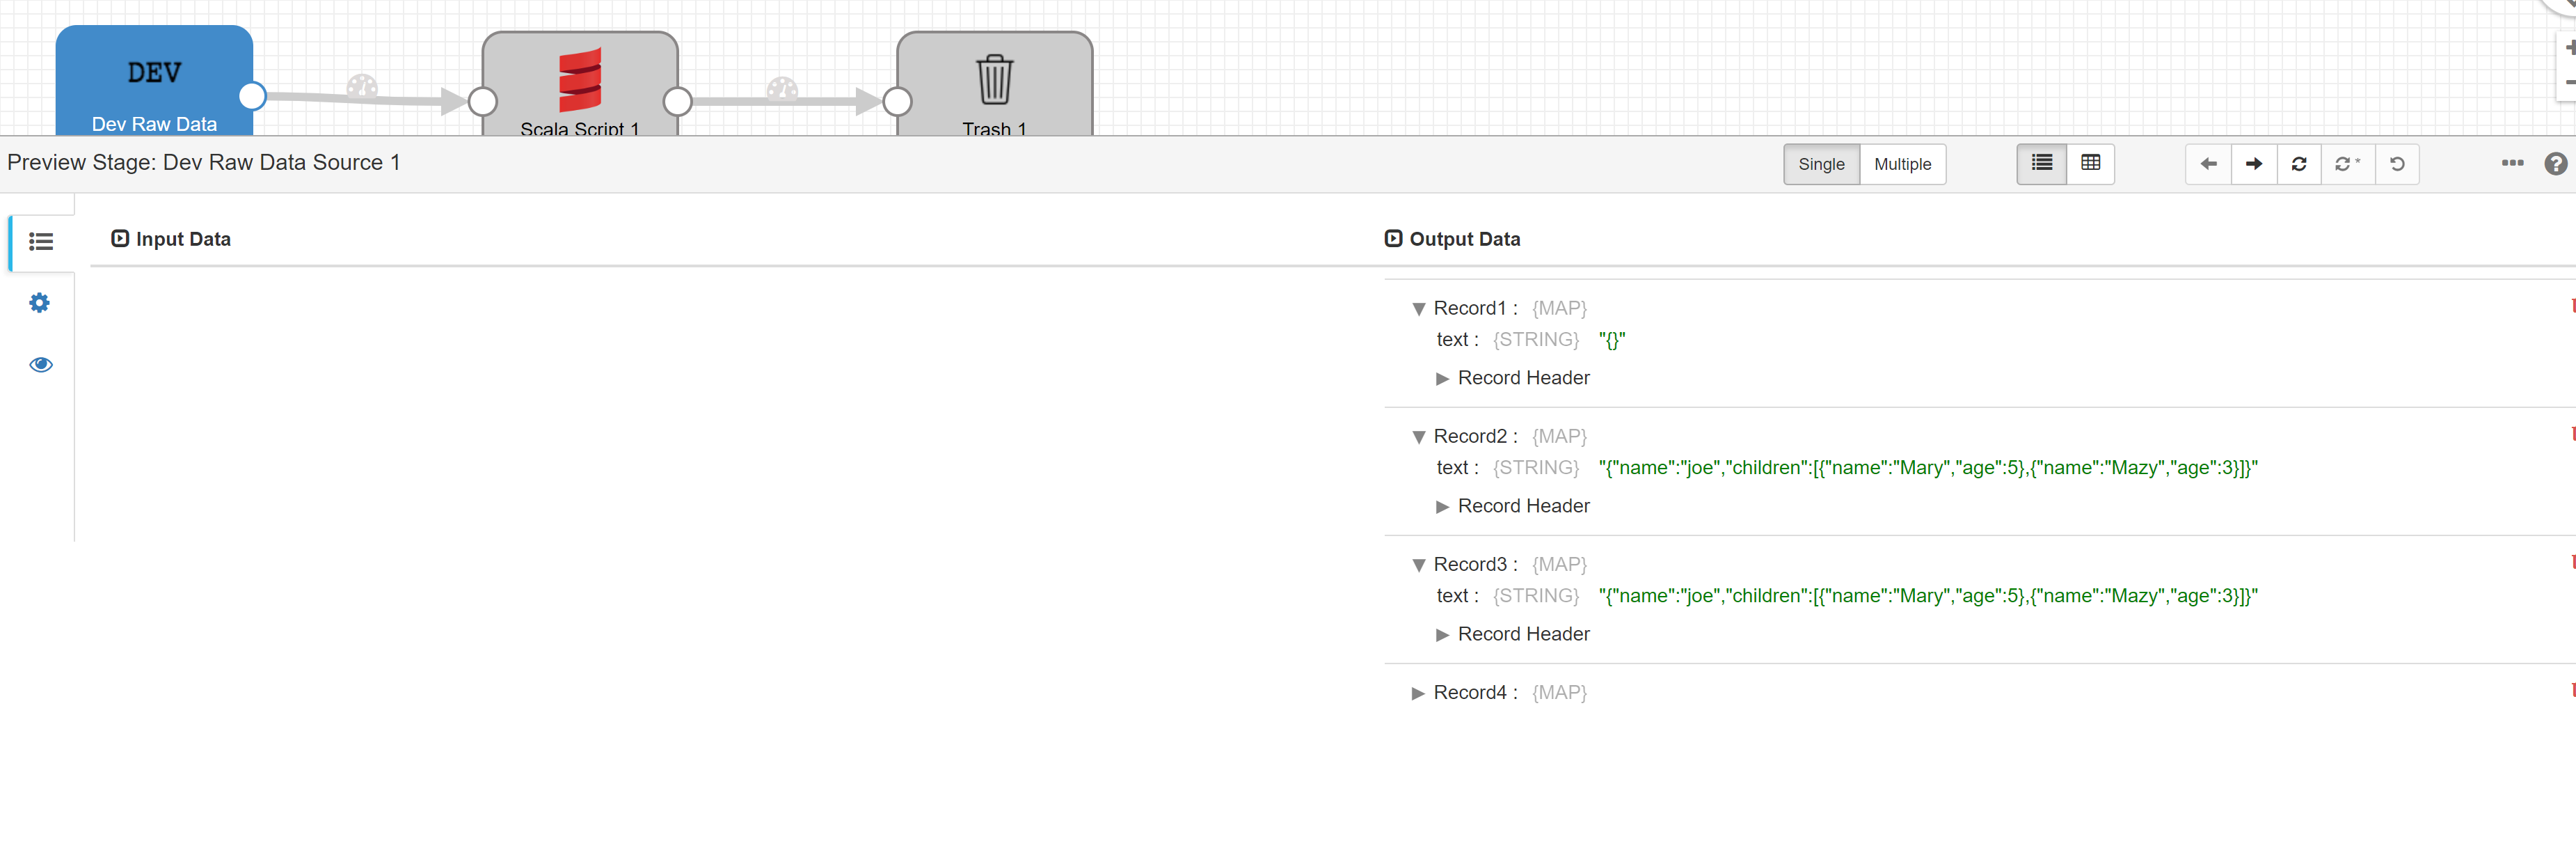 DEV
Dev Raw Data
Scala Script 1
Trash 1
Preview Stage: Dev Raw Data Source 1
Single
Multiple
Input Data
Output Data
Record1 : {MAP}
text : {STRING} "{}"
Record Header
Record2 : {MAP}
text : {STRING} "{"name":"joe","children":[{"name":"Mary","age":5},{"name":"Mazy","age":3}]}"
Record Header
Record3 : {MAP}
text : {STRING} "{"name":"joe","children":[{"name":"Mary","age":5},{"name":"Mazy","age":3}]}"
Record Header
Record4 : {MAP}